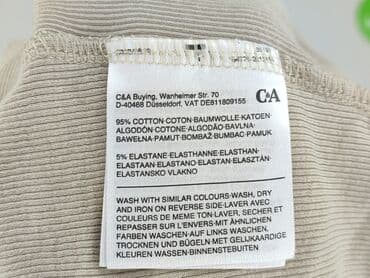 C&A Buying, Wanheimer Str. 70
D-40468 Düsseldorf, VAT DE811809155
C&A
95% COTTON-COTON-BAUMWOLLE-KATOEN-
ALGODÓN-COTONE-ALGODÃO-BAVLNA-
BAWEŁNA-PAMUT-BOMBAŽ-BUMBAC-PAMUK
5% ELASTANE-ELASTHANNE-ELASTHAN-
ELASTAAN-ELASTANO-ELASTAN-ELASZTÁN-
ELASTANSKO VLAKNO
WASH WITH SIMILAR COLOURS-WASH, DRY
AND IRON ON REVERSE SIDE-LAVER AVEC
COULEURS DE MEME TON-LAVER, SECHER ET
REPASSER SUR L'ENVERS-MIT ÄHNLICHEN
FARBEN WASCHEN-AUF LINKS WASCHEN,
TROCKNEN UND BÜGELN-MET GELIJKAARDIGE
KLEUREN WASSEN-BINNENSTEBUITEN